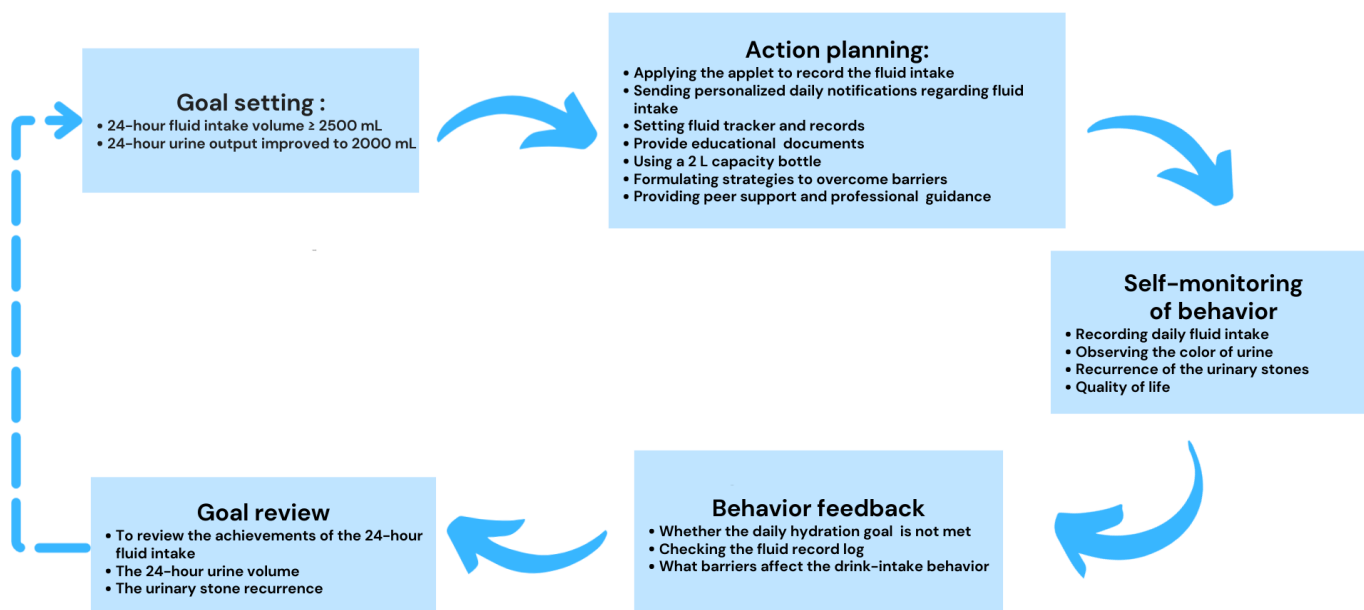 Goal setting :
• 24-hour fluid intake volume ≥ 2500 mL
• 24-hour urine output improved to 2000 mL
Action planning:
• Applying the applet to record the fluid intake
• Sending personalized daily notifications regarding fluid
intake
• Setting fluid tracker and records
• Provide educational documents
• Using a 2 L capacity bottle
• Formulating strategies to overcome barriers
• Providing peer support and professional guidance
Self-monitoring
of behavior
• Recording daily fluid intake
• Observing the color of urine
• Recurrence of the urinary stones
• Quality of life
Behavior feedback
• Whether the daily hydration goal is not met
• Checking the fluid record log
• What barriers affect the drink-intake behavior
Goal review
• To review the achievements of the 24-hour
fluid intake
• The 24-hour urine volume
• The urinary stone recurrence